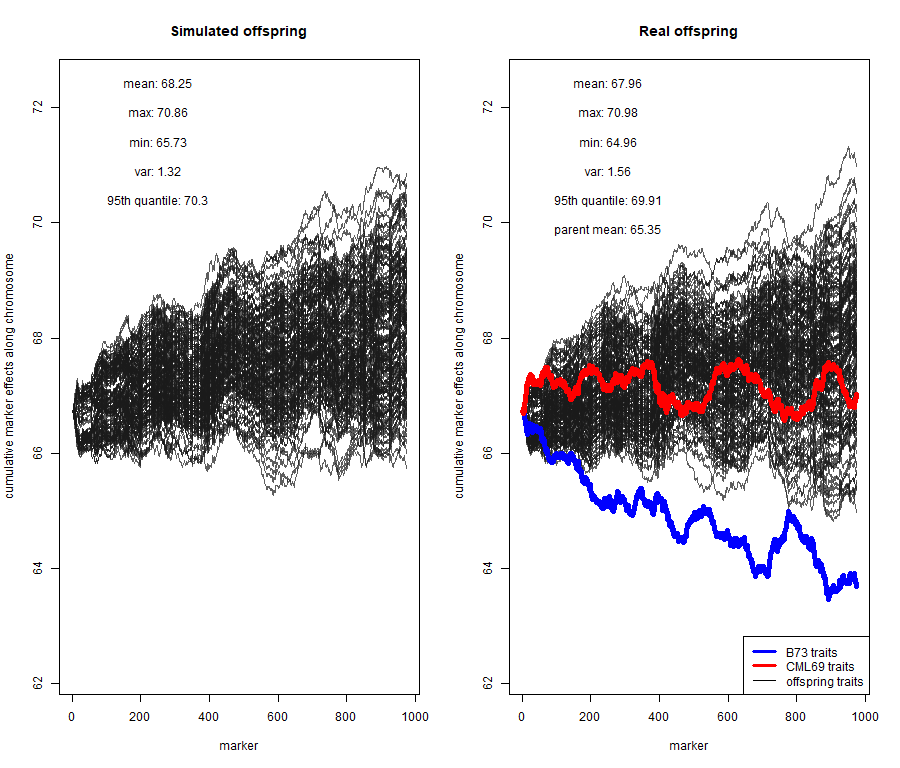 Simulated offspring
mean: 68.25
max: 70.86
min: 65.73
var: 1.32
95th quantile: 70.3
cumulative marker effects along chromosome
72
70
68
66
64
62
0 200 400 600 800 1000
marker
Real offspring
mean: 67.96
max: 70.98
min: 64.96
var: 1.56
95th quantile: 69.91
parent mean: 65.35
cumulative marker effects along chromosome
72
70
68
66
64
62
B73 traits
CML69 traits
offspring traits
0 200 400 600 800 1000
marker